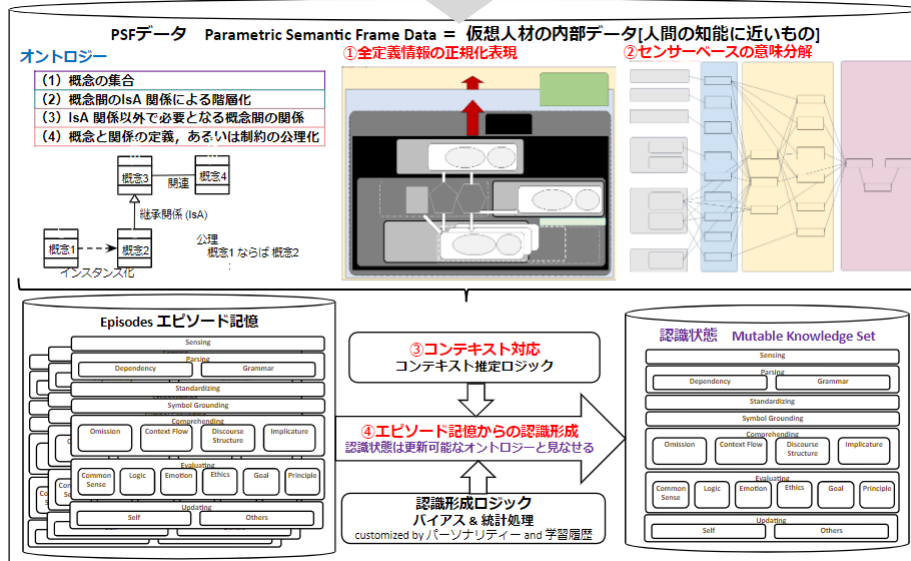 PSFデータ Parametric Semantic Frame Data = 仮想人材の内部データ[人間の知能に近いもの]
オントロジー
(1)概念の集合
(2)概念間のIsA 関係による階層化
(3)IsA 関係以外で必要となる概念間の関係
(4)概念と関係の定義,あるいは制約の公理化
概念3
概念4
関連
継承関係 (IsA)
概念1
概念2
インスタンス化
公理
概念1 ならば 概念2
:
①全定義情報の正規化表現
②センサーベースの意味分解
Episodes エピソード記憶
Sensing
Parsing
Dependency
Grammar
Standardizing
Symbol Grounding
Comprehending
Omission
Context Flow
Discourse
Structure
Implicature
Evaluating
Common
Sense
Logic
Emotion
Ethics
Goal
Principle
Updating
Self
Others
③コンテキスト対応
コンテキスト推定ロジック
④エピソード記憶からの認識形成
認識状態は更新可能なオントロジーと見なせる
認識形成ロジック
バイアス & 統計処理
customized by パーソナリティー and 学習履歴
認識状態 Mutable Knowledge Set
Sensing
Parsing
Dependency
Grammar
Standardizing
Symbol Grounding
Comprehending
Omission
Context Flow
Discourse
Structure
Implicature
Evaluating
Common
Sense
Logic
Emotion
Ethics
Goal
Principle
Updating
Self
Others